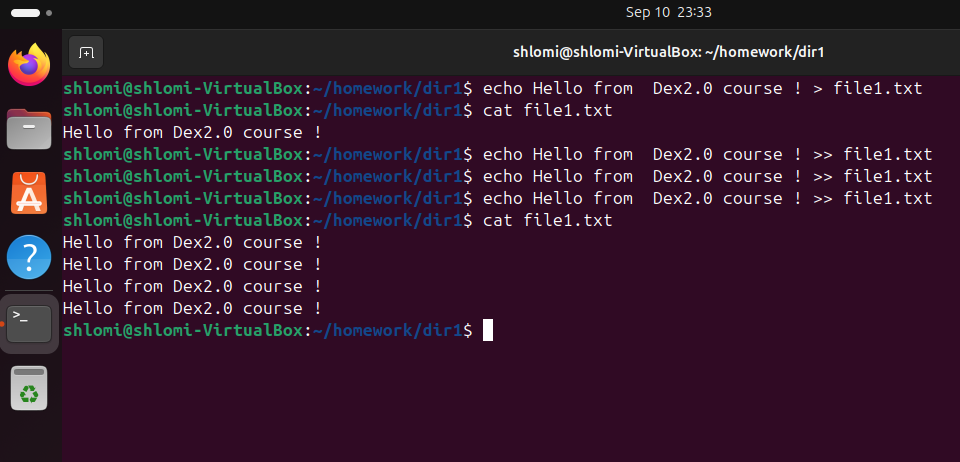 Sep 10  23:33
shlomi@shlomi-VirtualBox: ~/homework/dir1
shlomi@shlomi-VirtualBox:~/homework/dir1$ echo Hello from  Dex2.0 course ! > file1.txt
shlomi@shlomi-VirtualBox:~/homework/dir1$ cat file1.txt
Hello from Dex2.0 course !
shlomi@shlomi-VirtualBox:~/homework/dir1$ echo Hello from  Dex2.0 course ! >> file1.txt
shlomi@shlomi-VirtualBox:~/homework/dir1$ echo Hello from  Dex2.0 course ! >> file1.txt
shlomi@shlomi-VirtualBox:~/homework/dir1$ echo Hello from  Dex2.0 course ! >> file1.txt
shlomi@shlomi-VirtualBox:~/homework/dir1$ cat file1.txt
Hello from Dex2.0 course !
Hello from Dex2.0 course !
Hello from Dex2.0 course !
Hello from Dex2.0 course !
shlomi@shlomi-VirtualBox:~/homework/dir1$